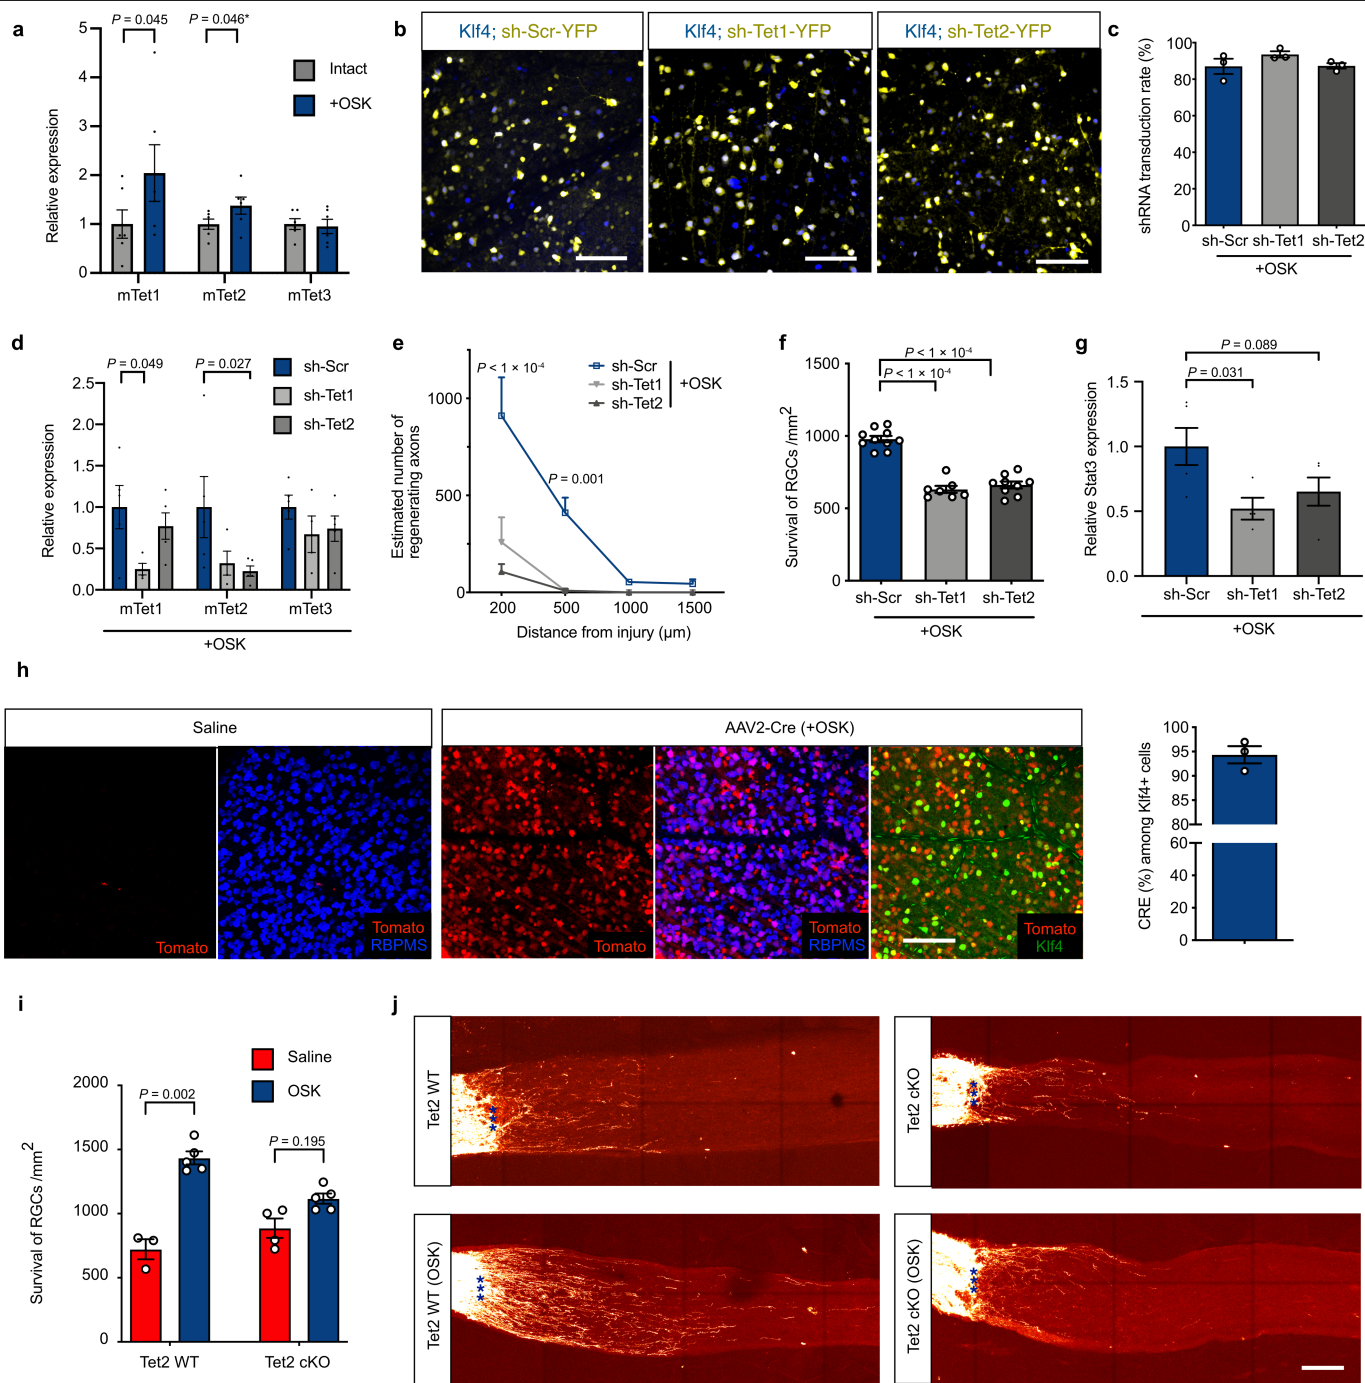 a
P = 0.045
P = 0.046*
5
4
3
2
1
0
Relative expression
Intact
+OSK
mTet1
mTet2
mTet3
b
Klf4; sh-Scr-YFP
Klf4; sh-Tet1-YFP
Klf4; sh-Tet2-YFP
c
shRNA transduction rate (%)
100
80
60
40
20
0
sh-Scr
sh-Tet1
sh-Tet2
+OSK
d
P = 0.049
P = 0.027
sh-Scr
sh-Tet1
sh-Tet2
2.5
2.0
1.5
1.0
0.5
0.0
Relative expression
mTet1
mTet2
mTet3
+OSK
e
P < 1 × 10-4
P = 0.001
sh-Scr
sh-Tet1
sh-Tet2
+OSK
1000
500
0
Estimated number of
regenerating axons
200
500
1000
1500
Distance from injury (µm)
f
P < 1 × 10-4
P < 1 × 10-4
1500
1000
500
0
Survival of RGCs /mm2
sh-Scr
sh-Tet1
sh-Tet2
+OSK
g
P = 0.089
P = 0.031
1.5
1.0
0.5
0.0
Relative Stat3 expression
sh-Scr
sh-Tet1
sh-Tet2
+OSK
h
Saline
AAV2-Cre (+OSK)
Tomato
Tomato
RBPMS
Tomato
Tomato
RBPMS
Tomato
Klf4
CRE (%) among Klf4+ cells
100
95
90
85
80
60
40
20
0
i
Saline
OSK
P = 0.002
P = 0.195
2000
1500
1000
500
0
Survival of RGCs /mm2
Tet2 WT
Tet2 cKO
j
Tet2 WT
***
Tet2 cKO
***
Tet2 WT (OSK)
***
Tet2 cKO (OSK)
***